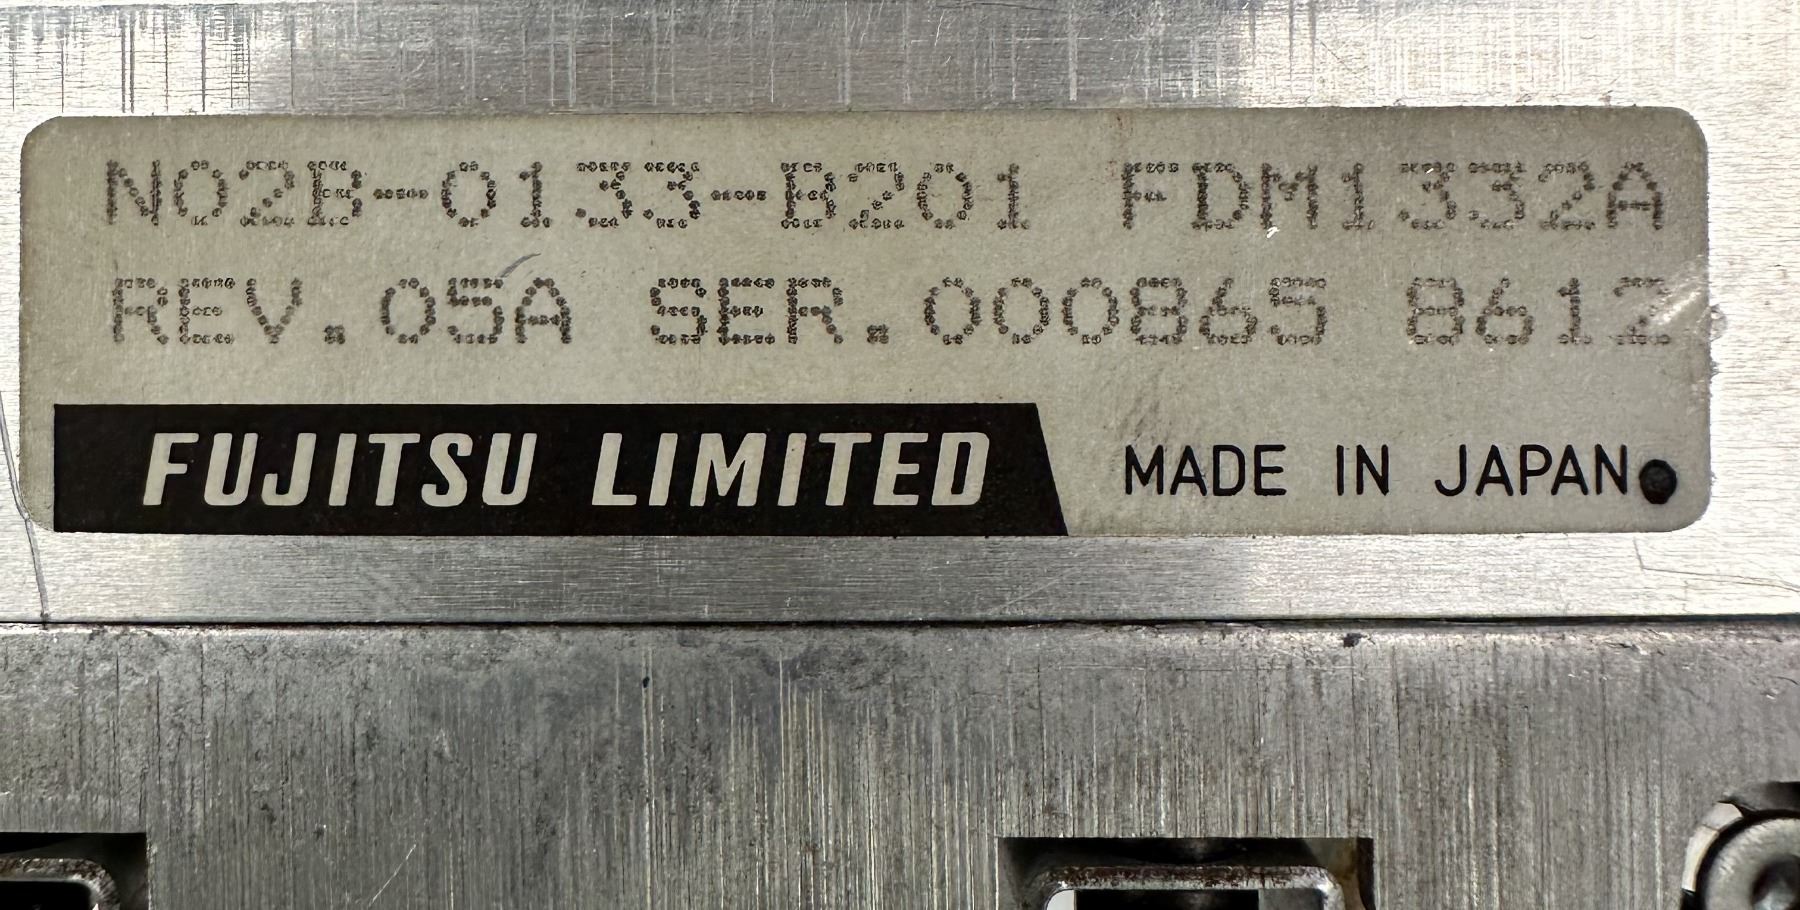 N02B-0133-B201 FDM1332A
REV.05A SER.000865 8612
FUJITSU LIMITED
MADE IN JAPAN.